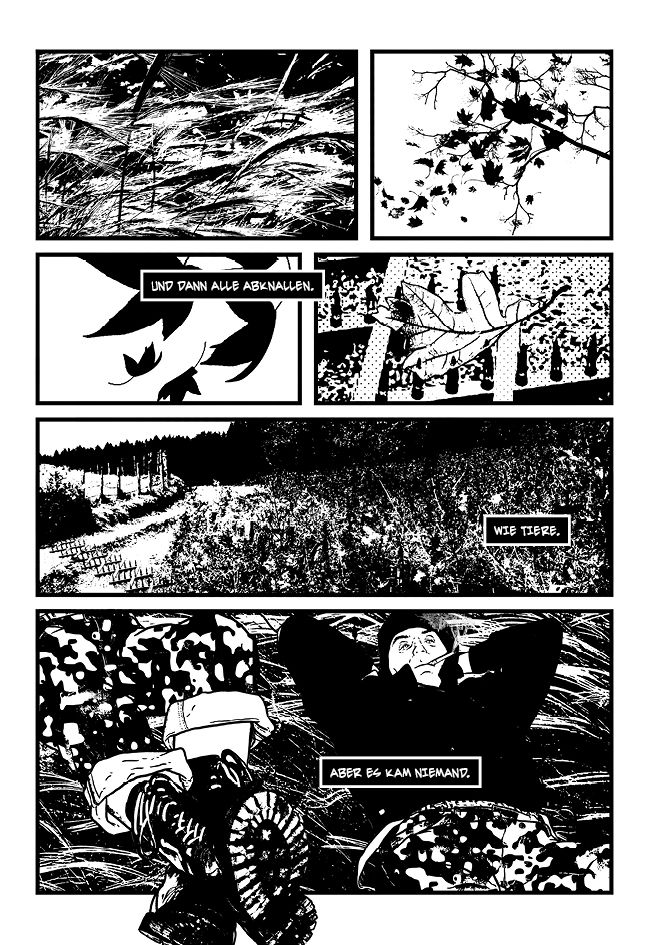 UND DANN ALLE ABKNALLEN.
WIE TIERE.
ABER ES KAM NIEMAND.